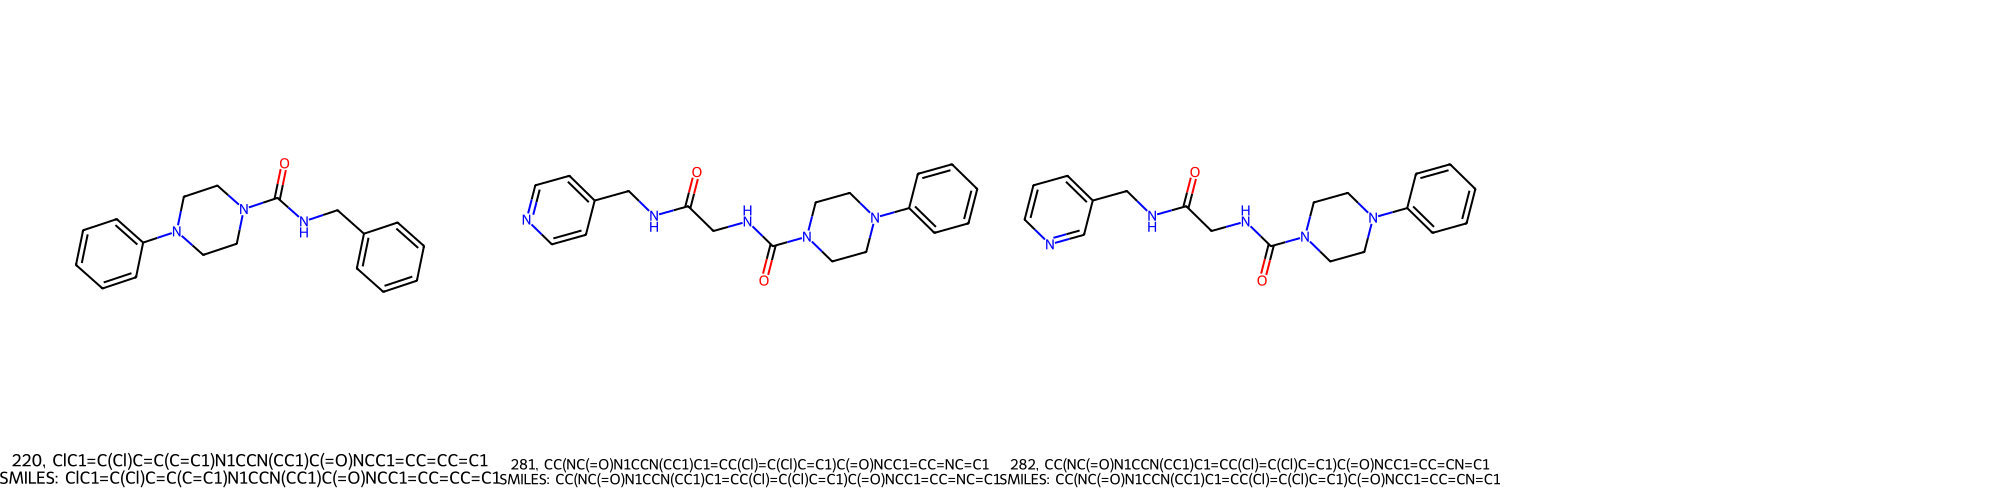 O
N
N
N
H
O
N
H
N
H
N
O
N
N
O
N
H
N
H
N
O
N
N
220, ClC1=C(Cl)C=C(C=C1)N1CCN(CC1)C(=O)NCC1=CC=CC=C1
SMILES: ClC1=C(Cl)C=C(C=C1)N1CCN(CC1)C(=O)NCC1=CC=CC=C1
281, CC(NC(=O)N1CCN(CC1)C1=CC(Cl)=C(Cl)C=C1)C(=O)NCC1=CC=NC=C1
SMILES: CC(NC(=O)N1CCN(CC1)C1=CC(Cl)=C(Cl)C=C1)C(=O)NCC1=CC=NC=C1
282, CC(NC(=O)N1CCN(CC1)C1=CC(Cl)=C(Cl)C=C1)C(=O)NCC1=CC=CN=C1
SMILES: CC(NC(=O)N1CCN(CC1)C1=CC(Cl)=C(Cl)C=C1)C(=O)NCC1=CC=CN=C1